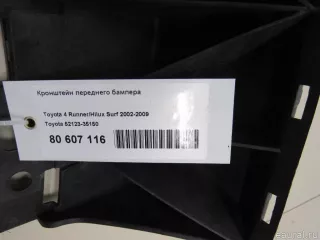 Кронштейн переднего бампера
Toyota 4 Runner/Hilux Surf 2002-2009
Toyota 52123-35150
80 607 116